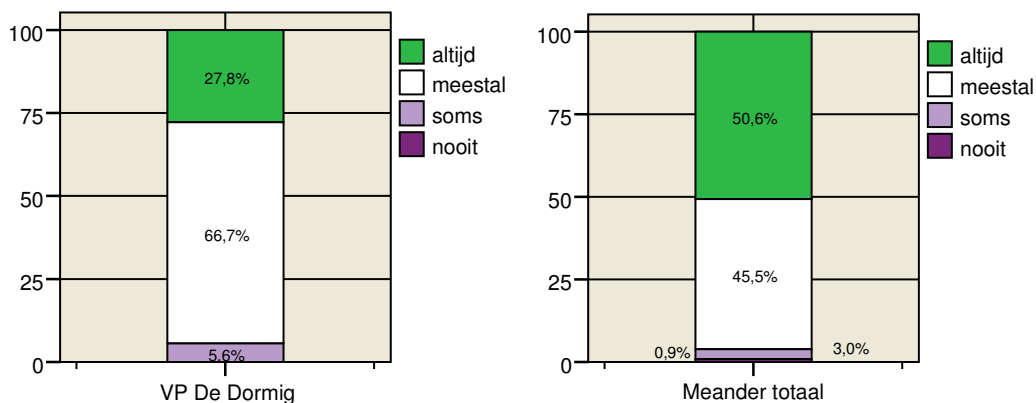 100
75
50
25
0
27,8%
66,7%
5,6%
VP De Dormig
altijd
meestal
soms
nooit
100
75
50
25
0
50,6%
45,5%
0,9%
3,0%
Meander totaal
altijd
meestal
soms
nooit